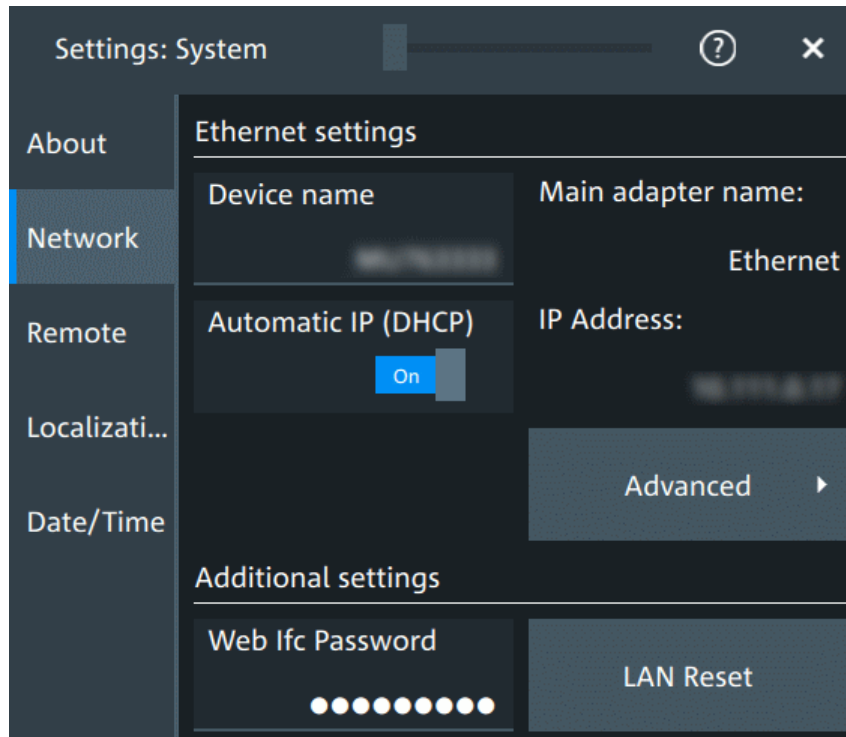 Settings: System
?
About
Network
Remote
Localizati...
Date/Time
Ethernet settings
Device name
Main adapter name:
Ethernet
Automatic IP (DHCP)
On
IP Address:
Advanced
Additional settings
Web Ifc Password
●●●●●●●●●
LAN Reset